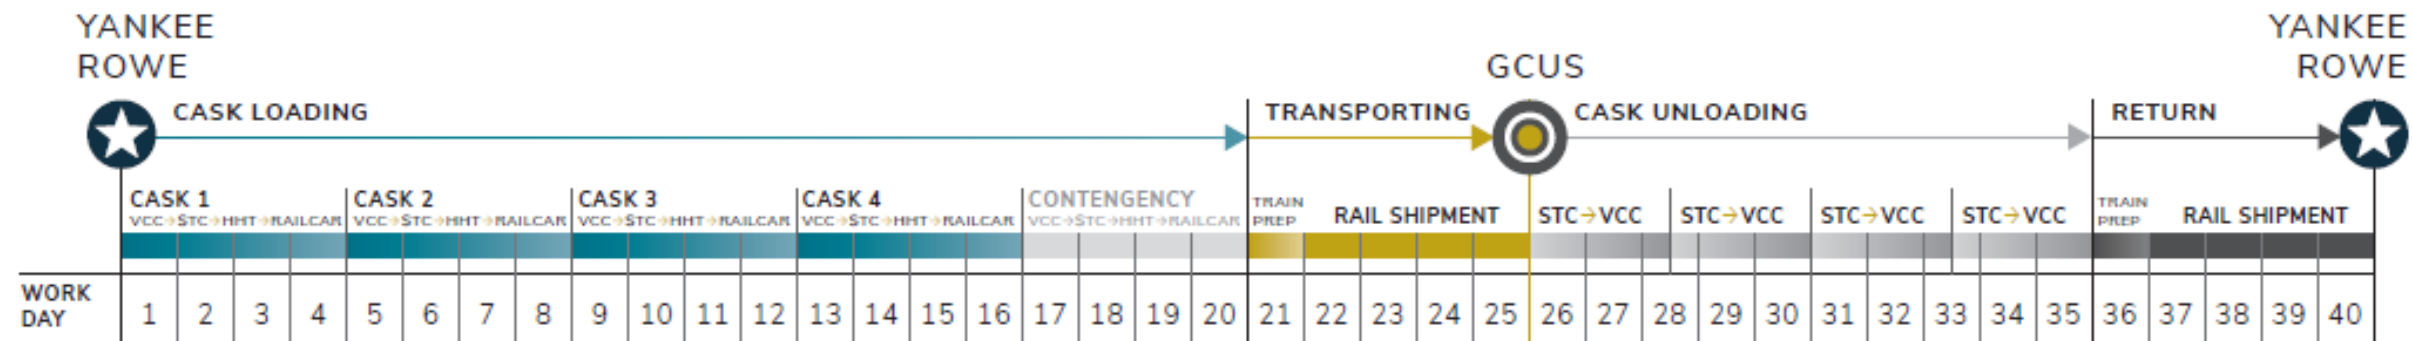 YANKEE
ROWE
GCUS
YANKEE
ROWE
CASK LOADING
TRANSPORTING
CASK UNLOADING
RETURN
CASK 1
VCC→STC→HHT→RAILCAR
CASK 2
VCC→STC→HHT→RAILCAR
CASK 3
VCC→STC→HHT→RAILCAR
CASK 4
VCC→STC→HHT→RAILCAR
CONTENGENCY
VCC→STC→HHT→RAILCAR
TRAIN
PREP
RAIL SHIPMENT
STC→VCC
STC→VCC
STC→VCC
STC→VCC
TRAIN
PREP
RAIL SHIPMENT
WORK
DAY
1 2 3 4 5 6 7 8 9 10 11 12 13 14 15 16 17 18 19 20 21 22 23 24 25 26 27 28 29 30 31 32 33 34 35 36 37 38 39 40